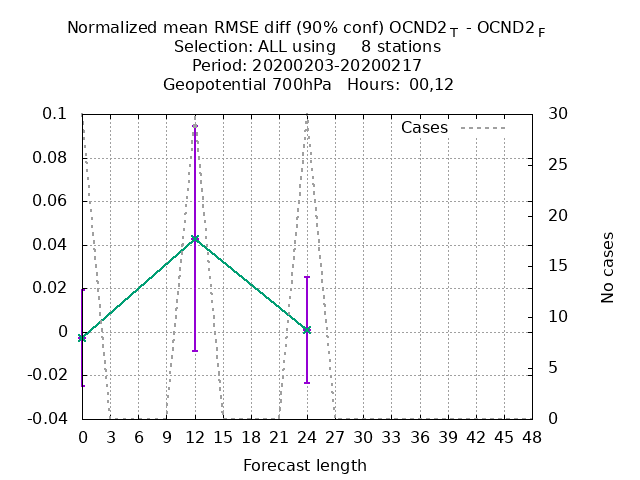 Normalized mean RMSE diff (90% conf) OCND2 T - OCND2 F
Selection: ALL using 8 stations
Period: 20200203-20200217
Geopotential 700hPa Hours: 00,12
Cases
0.1
0.08
0.06
0.04
0.02
0
-0.02
-0.04
30
25
20
15
10
5
0
No cases
0 3 6 9 12 15 18 21 24 27 30 33 36 39 42 45 48
Forecast length